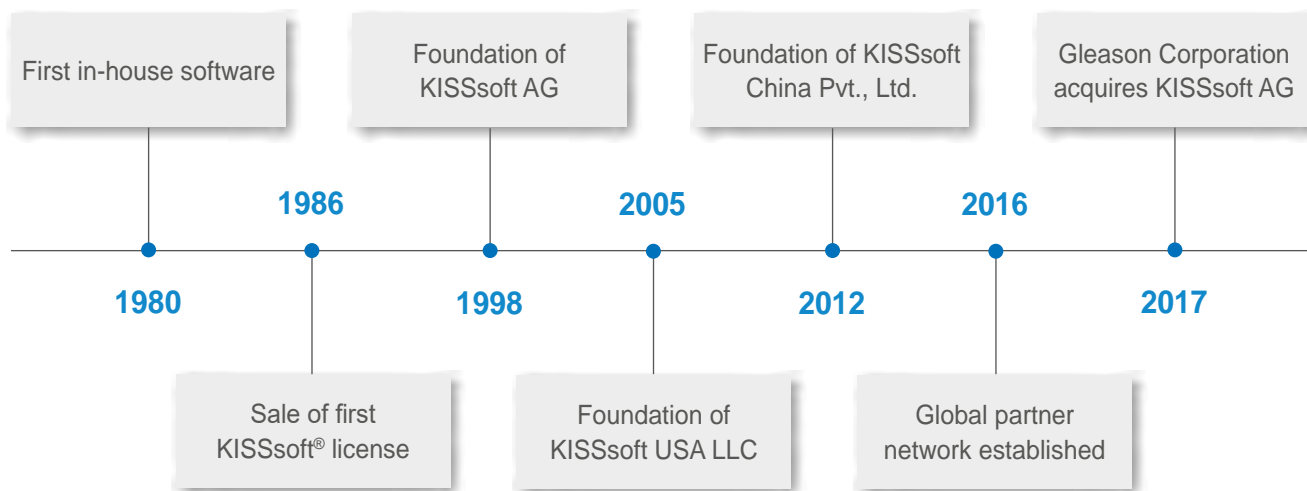 First in-house software
Foundation of
KISSsoft AG
Foundation of KISSsoft
China Pvt., Ltd.
Gleason Corporation
acquires KISSsoft AG
1986
2005
2016
1980
1998
2012
2017
Sale of first
KISSsoft® license
Foundation of
KISSsoft USA LLC
Global partner
network established